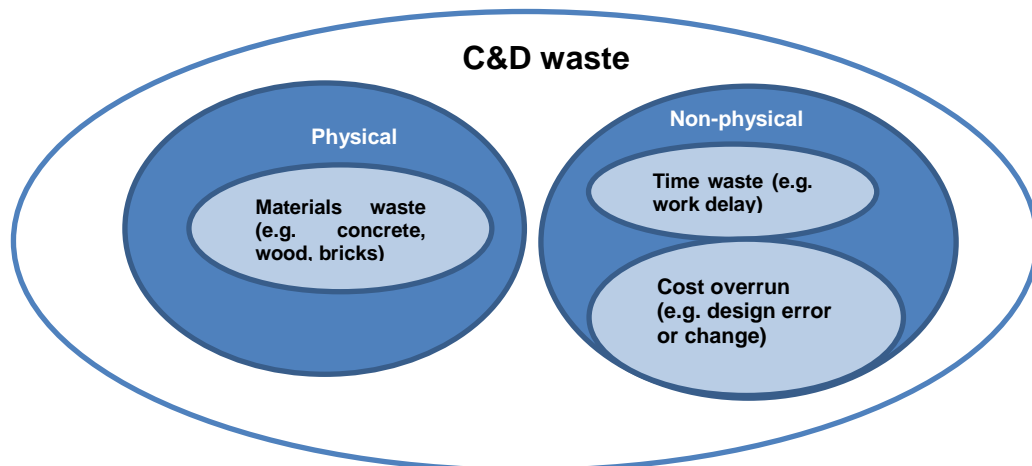 C&D waste
Physical
Materials waste
(e.g. concrete,
wood, bricks)
Non-physical
Time waste (e.g.
work delay)
Cost overrun
(e.g. design error
or change)